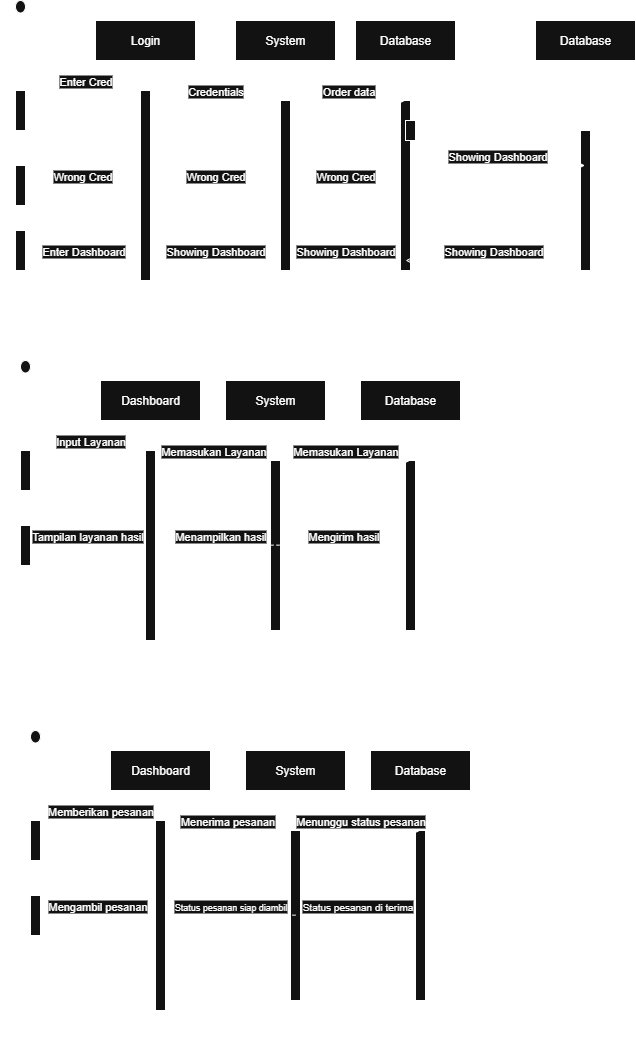 Login
System
Database
Database
Enter Cred
Credentials
Order data
Showing Dashboard
Wrong Cred
Wrong Cred
Wrong Cred
Enter Dashboard
Showing Dashboard
Showing Dashboard
Showing Dashboard
Dashboard
System
Database
Input Layanan
Memasukan Layanan
Memasukan Layanan
Tampilan layanan hasil
Menampilkan hasil
Mengirim hasil
Dashboard
System
Database
Memberikan pesanan
Menerima pesanan
Menunggu status pesanan
Mengambil pesanan
Status pesanan siap diambil
Status pesanan di terima